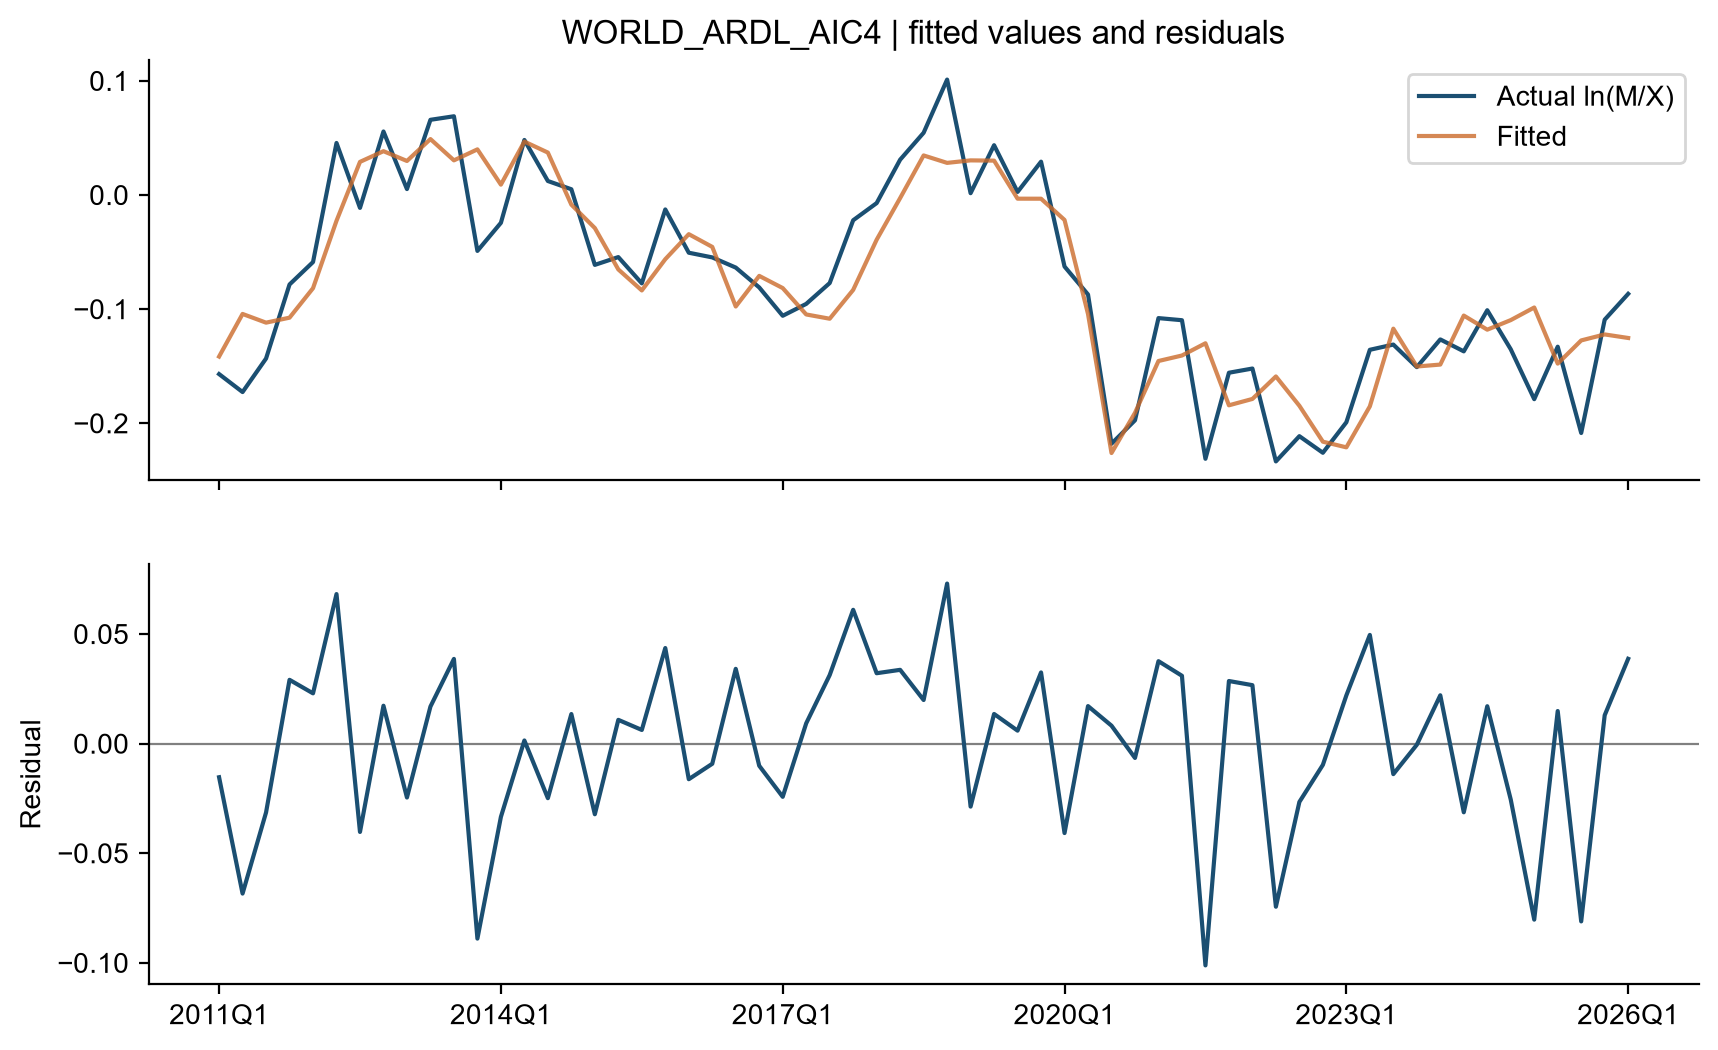 WORLD_ARDL_AIC4 | fitted values and residuals
0.1
0.0
−0.1
−0.2
Actual ln(M/X)
Fitted
Residual
0.05
0.00
−0.05
−0.10
2011Q1
2014Q1
2017Q1
2020Q1
2023Q1
2026Q1